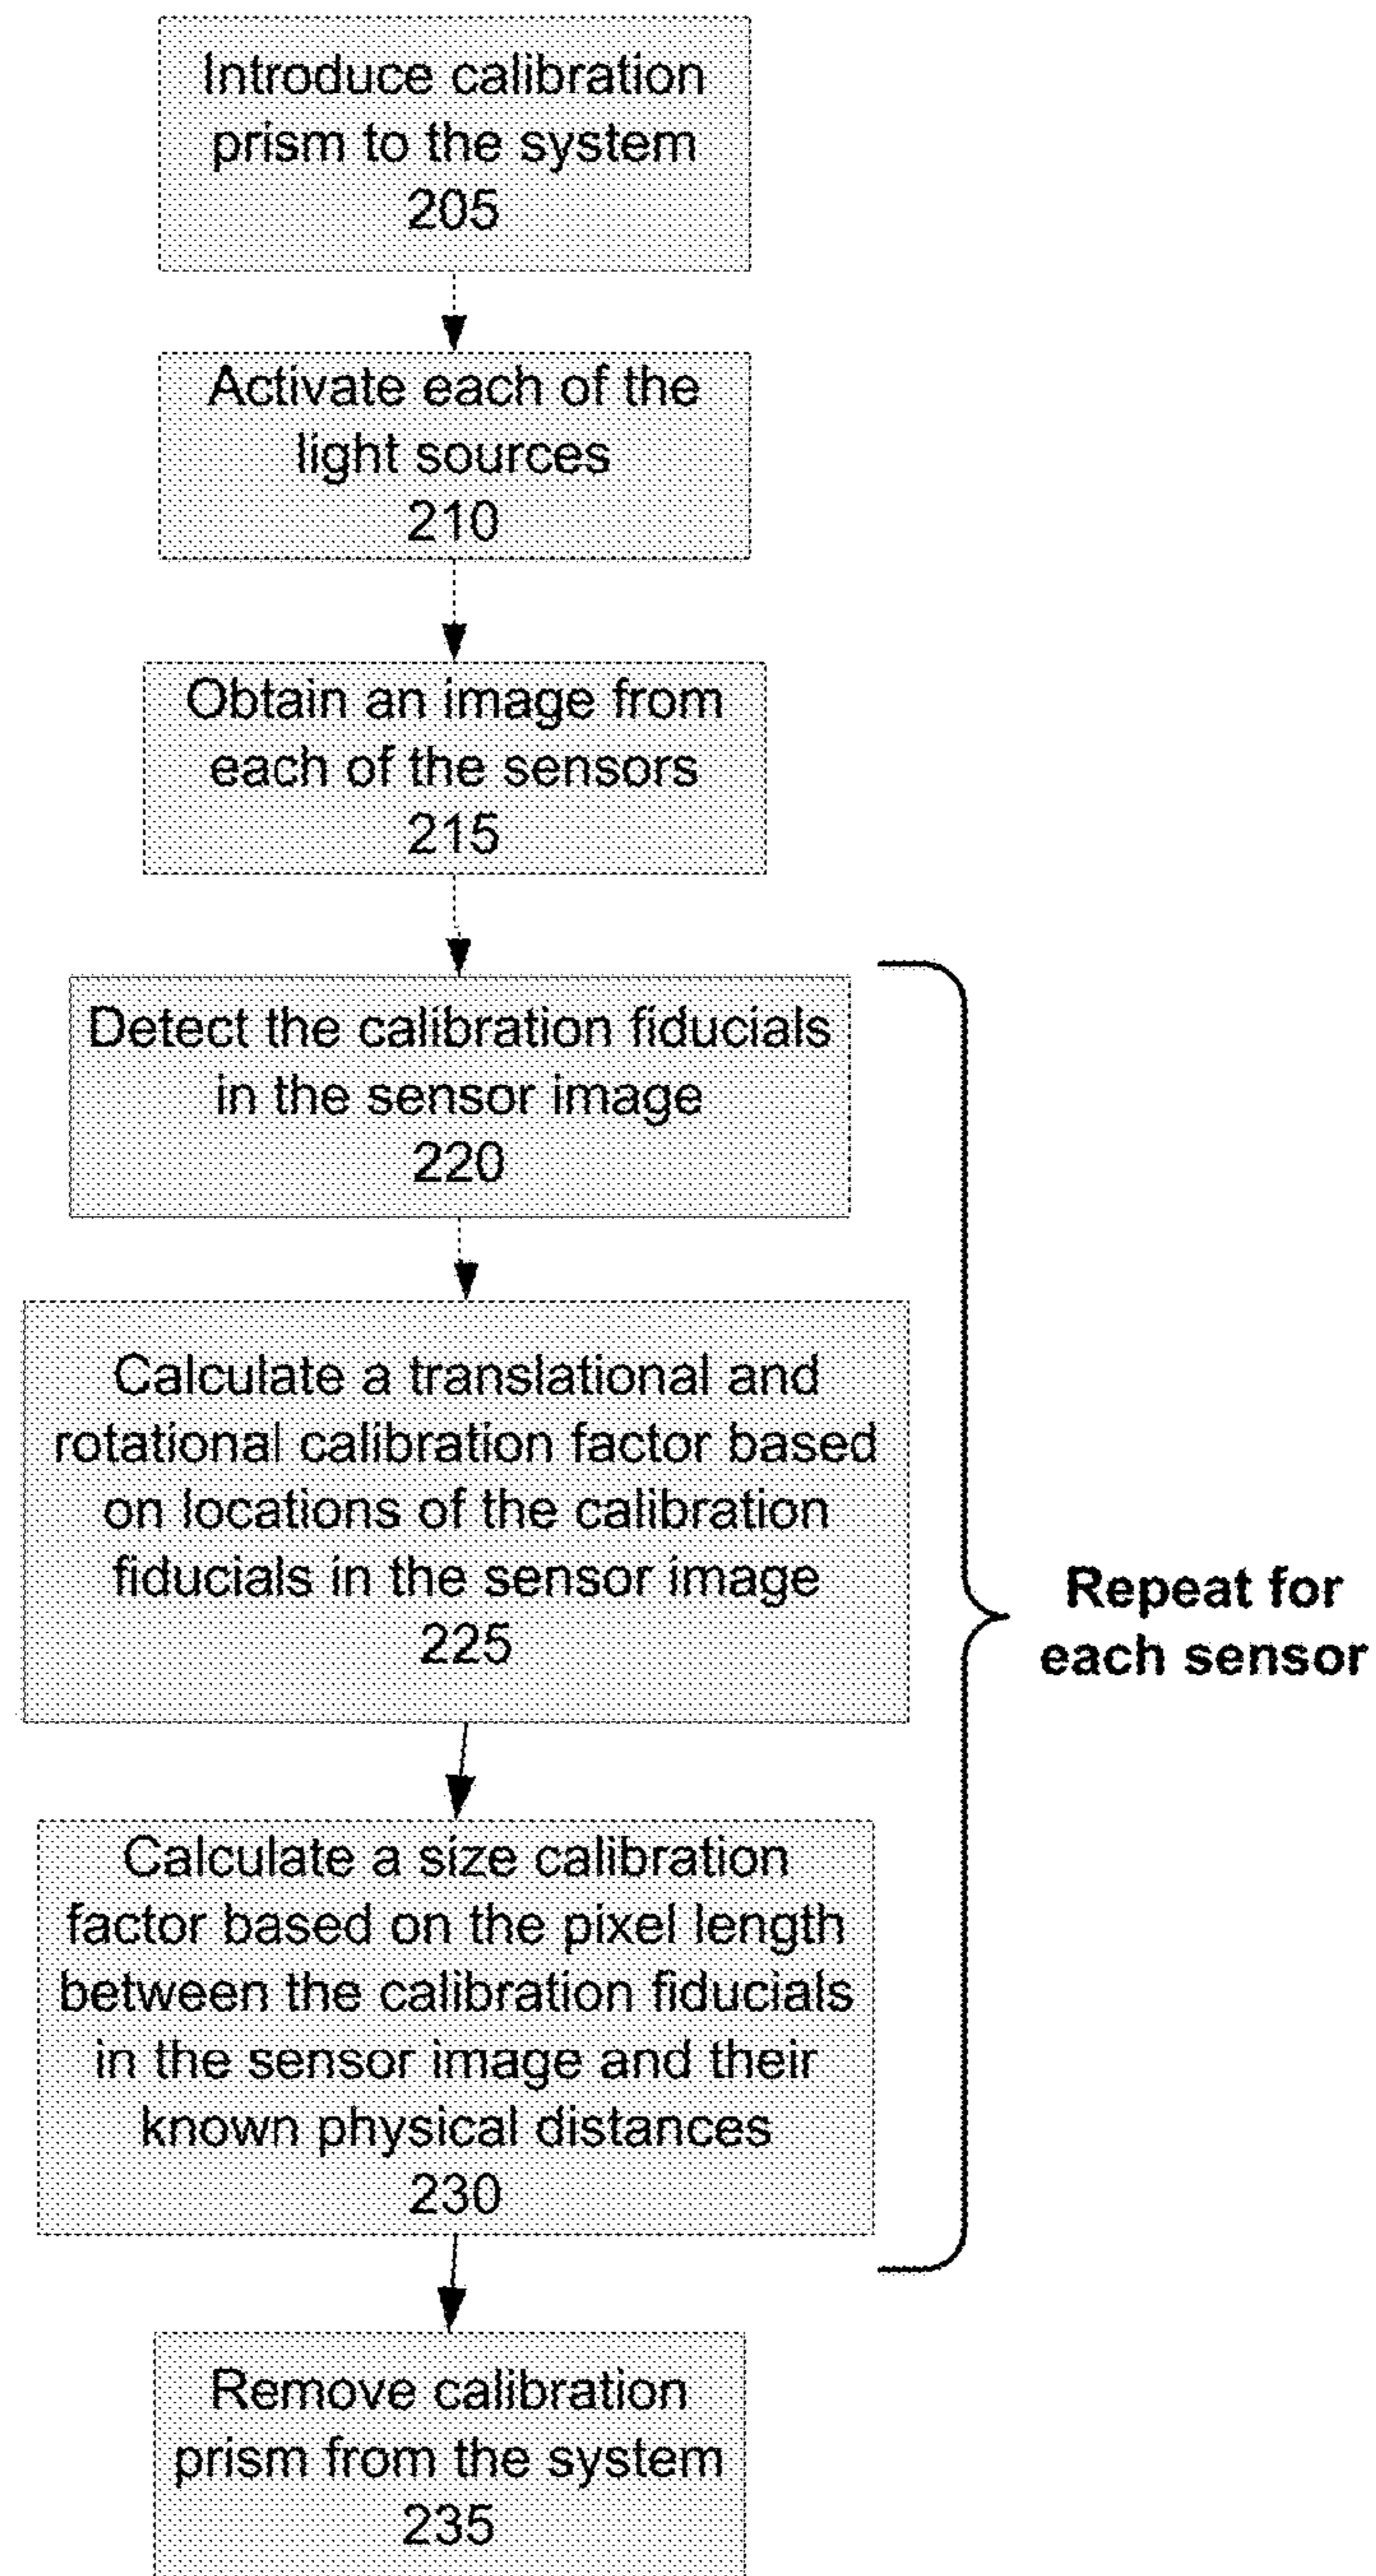 Introduce calibration
prism to the system
205
Activate each of the
light sources
210
Obtain an image from
each of the sensors
215
Detect the calibration fiducials
in the sensor image
220
Calculate a translational and
rotational calibration factor based
on locations of the calibration
fiducials in the sensor image
225
Repeat for
each sensor
Calculate a size calibration
factor based on the pixel length
between the calibration fiducials
in the sensor image and their
known physical distances
230
Remove calibration
prism from the system
235